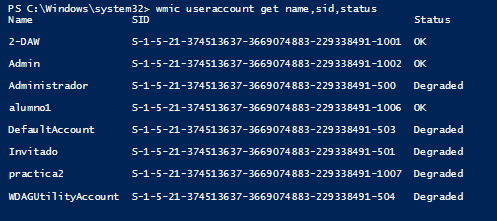 PS C:\Windows\system32> wmic useraccount get name,sid,status
Name SID Status
2-DAW S-1-5-21-374513637-3669074883-229338491-1001 OK
Admin S-1-5-21-374513637-3669074883-229338491-1002 OK
Administrador S-1-5-21-374513637-3669074883-229338491-500 Degraded
alumno1 S-1-5-21-374513637-3669074883-229338491-1006 OK
DefaultAccount S-1-5-21-374513637-3669074883-229338491-503 Degraded
Invitado S-1-5-21-374513637-3669074883-229338491-501 Degraded
practica2 S-1-5-21-374513637-3669074883-229338491-1007 Degraded
WDAGUtilityAccount S-1-5-21-374513637-3669074883-229338491-504 Degraded